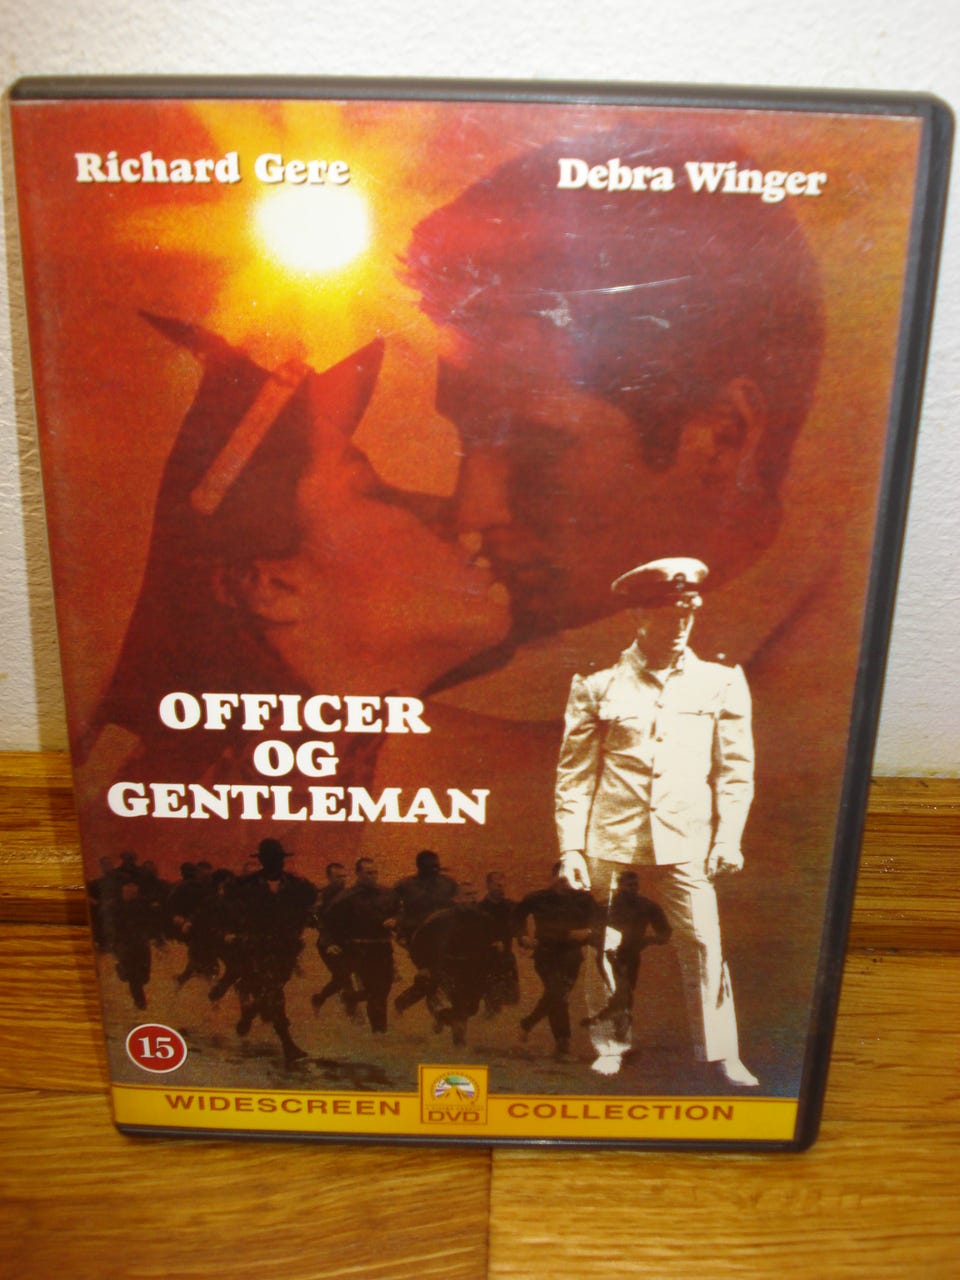 Richard Gere
Debra Winger
OFFICER
OG
GENTLEMAN
15
WIDESCREEN
DVD
COLLECTION